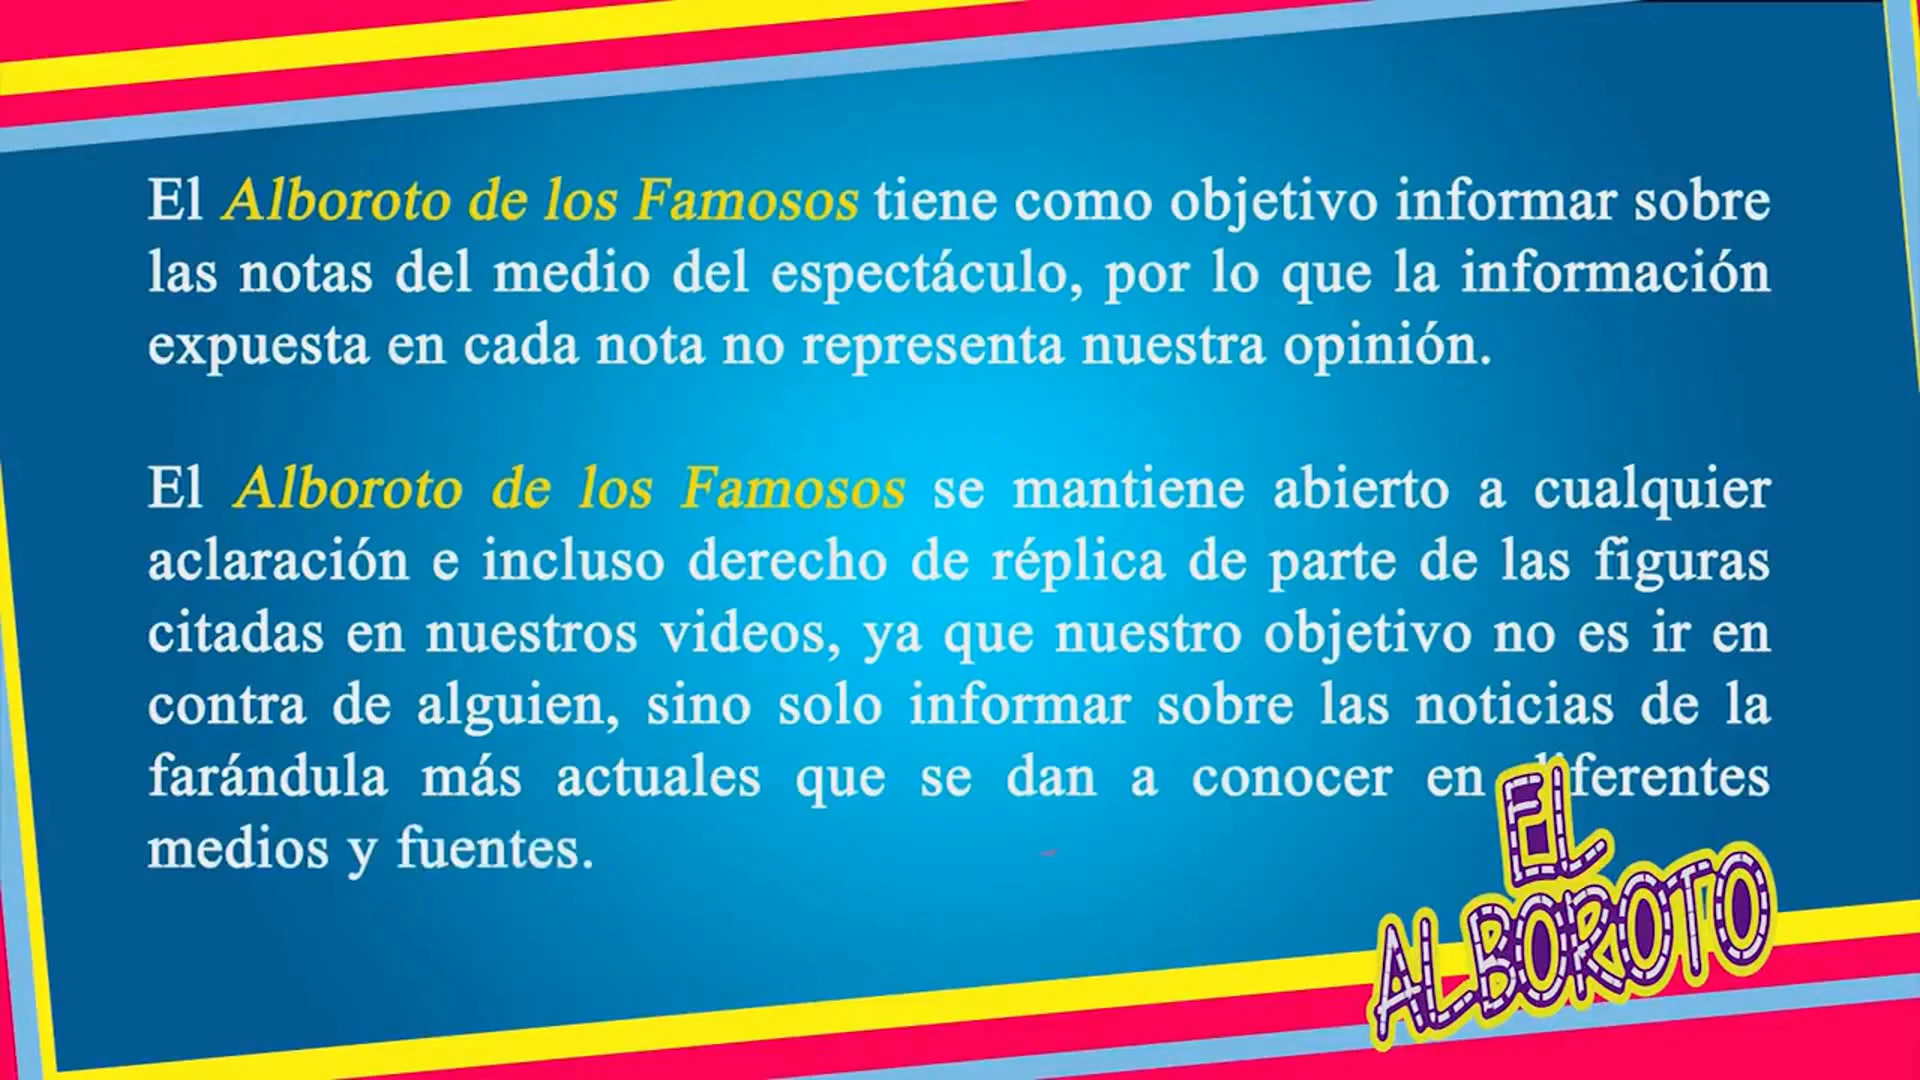 El Alboroto de los Famosos tiene como objetivo informar sobre
las notas del medio del espectáculo, por lo que la información
expuesta en cada nota no representa nuestra opinión.
El Alboroto de los Famosos se mantiene abierto a cualquier
aclaración e incluso derecho de réplica de parte de las figuras
citadas en nuestros videos, ya que nuestro objetivo no es ir en
contra de alguien, sino solo informar sobre las noticias de la
farándula más actuales que se dan a conocer en diferentes
medios y fuentes.
EL
ALBOROTO